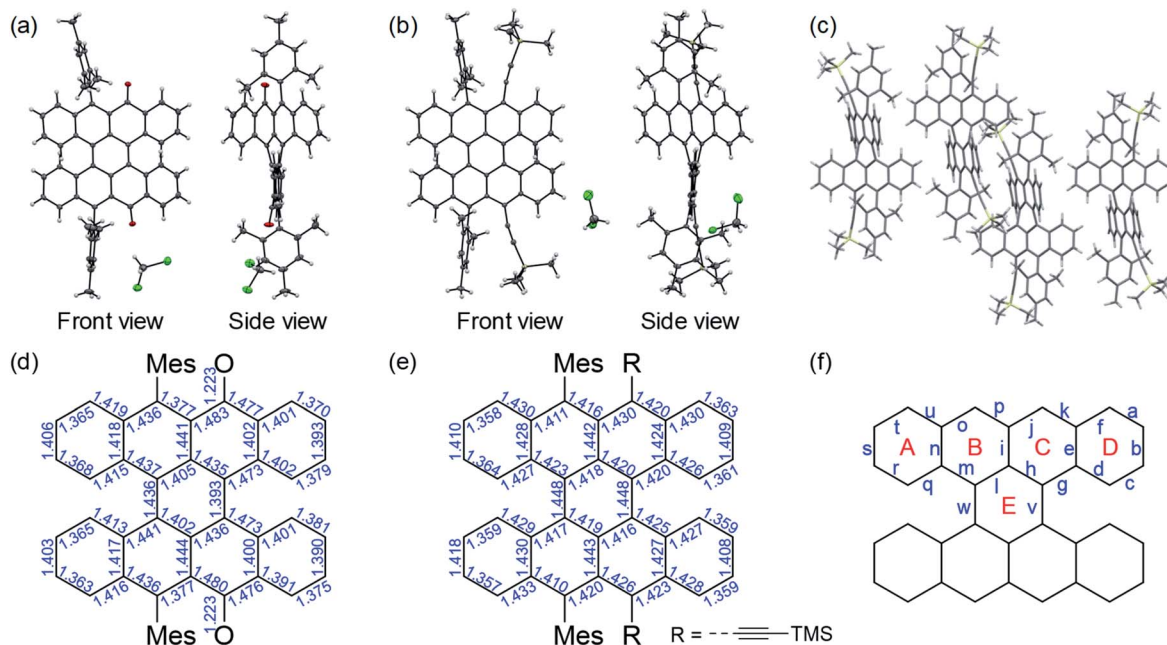 (a)
(b)
(c)
Front view
Side view
Front view
Side view
(d)
Mes O
1.223
1.419 1.377 1.477 1.370
1.365 1.436 1.483 1.401
1.406 1.418 1.441 1.402 1.393
1.368 1.437 1.435 1.473 1.379
1.415 1.405 1.402
1.436 1.393
1.413 1.402 1.473 1.381
1.365 1.441 1.436 1.401
1.403 1.417 1.444 1.400 1.390
1.363 1.436 1.480 1.391
1.416 1.377 1.476 1.375
1.223
Mes O
(e)
Mes R
1.430 1.416 1.420 1.363
1.358 1.411 1.430 1.430
1.410 1.428 1.442 1.424 1.409
1.364 1.423 1.420 1.420 1.361
1.427 1.418 1.426
1.448 1.448
1.429 1.419 1.425 1.359
1.359 1.417 1.416 1.427
1.418 1.430 1.443 1.427 1.408
1.357 1.410 1.426 1.428
1.433 1.420 1.423 1.359
Mes R
R = TMS
(f)
u p k a
t o j f
s A n B i C e D b
r m h d
q l g c
w E v